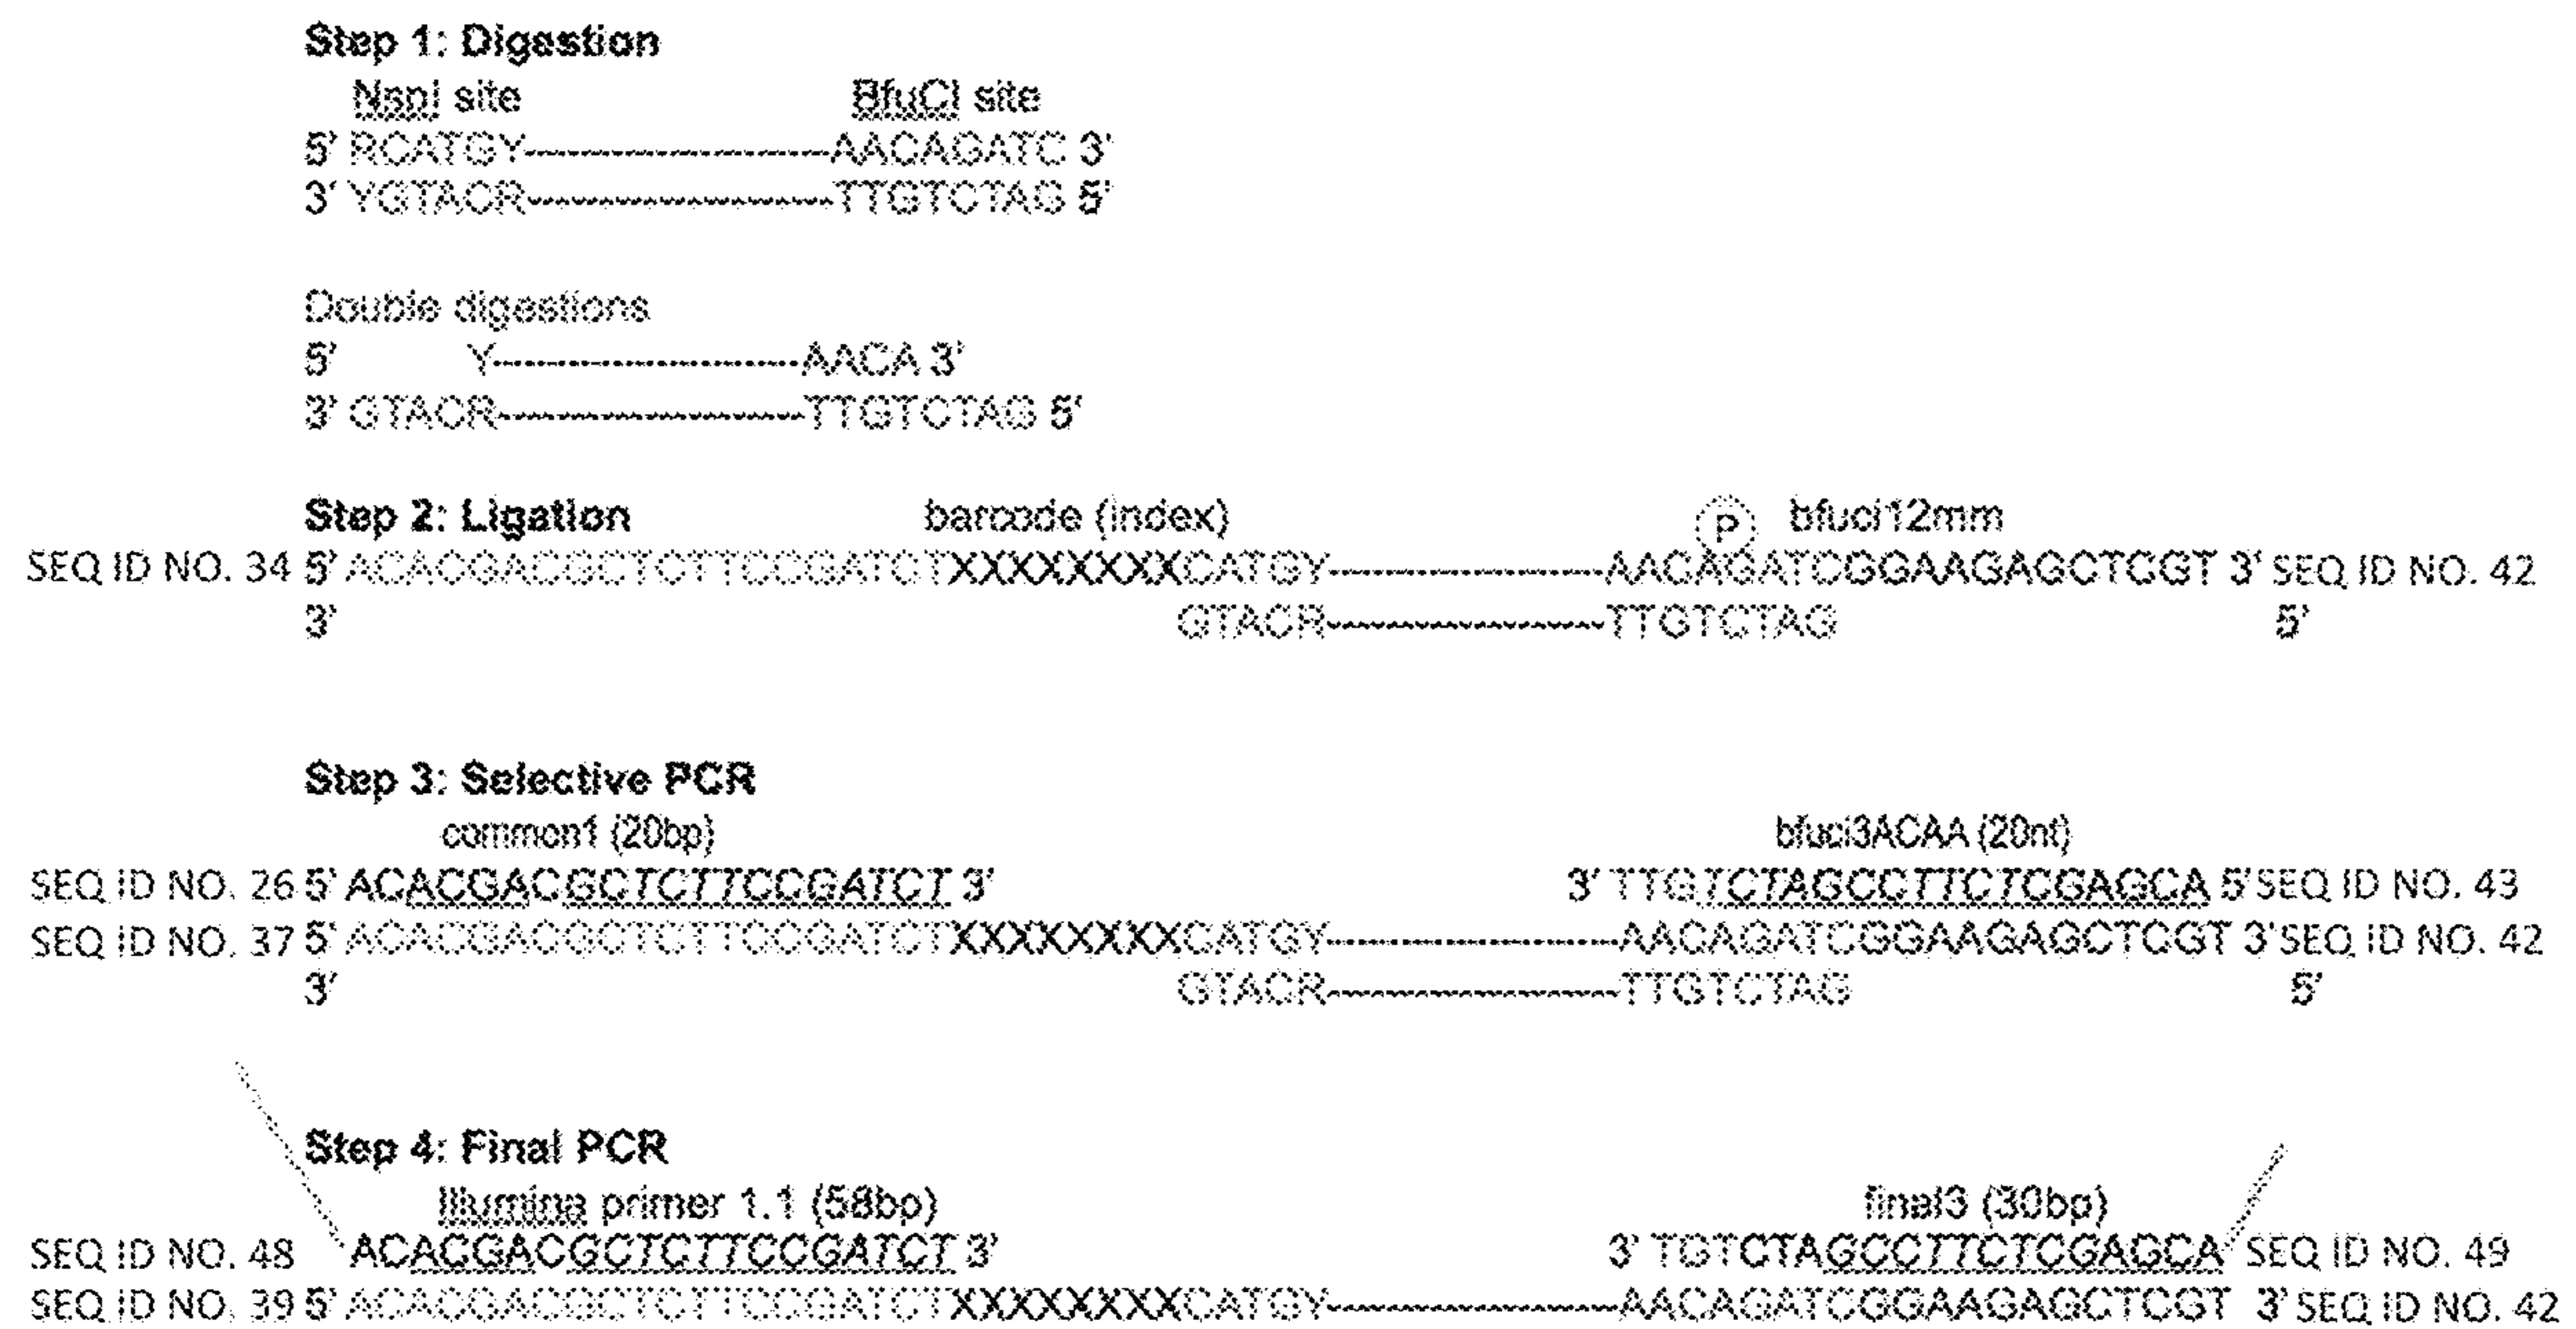 Step 1: Digestion
NspI site BfuCI site
5' RCATGY--------------------AACAGATC 3'
3' YGTACR--------------------TTGTCTAG 5'
Double digestions
5' Y--------------------AACA 3'
3' GTACR--------------------TTGTCTAG 5'
Step 2: Ligation barcode (index) P bfuci12mm
SEQ ID NO. 34 5' ACACGACGCTCTTCCGATCTXXXXXXXXCATGY------------------AACAGATCGGAAGAGCTCGT 3' SEQ ID NO. 42
3' GTACR------------------TTGTCTAG 5'
Step 3: Selective PCR
common1 (20bp) bfuci3ACAA (20nt)
SEQ ID NO. 26 5' ACACGACGCTCTTCCGATCT 3' 3' TTGTCTAGCCTTCTCGAGCA 5' SEQ ID NO. 43
SEQ ID NO. 37 5' ACACGACGCTCTTCCGATCTXXXXXXXXCATGY-------------------AACAGATCGGAAGAGCTCGT 3' SEQ ID NO. 42
3' GTACR-------------------TTGTCTAG 5'
Step 4: Final PCR
Illumina primer 1.1 (58bp) final3 (30bp)
SEQ ID NO. 48 ACACGACGCTCTTCCGATCT 3' 3' TGTCTAGCCTTCTCGAGCA SEQ ID NO. 49
SEQ ID NO. 39 5' ACACGACGCTCTTCCGATCTXXXXXXXXCATGY-------------------AACAGATCGGAAGAGCTCGT 3' SEQ ID NO. 42